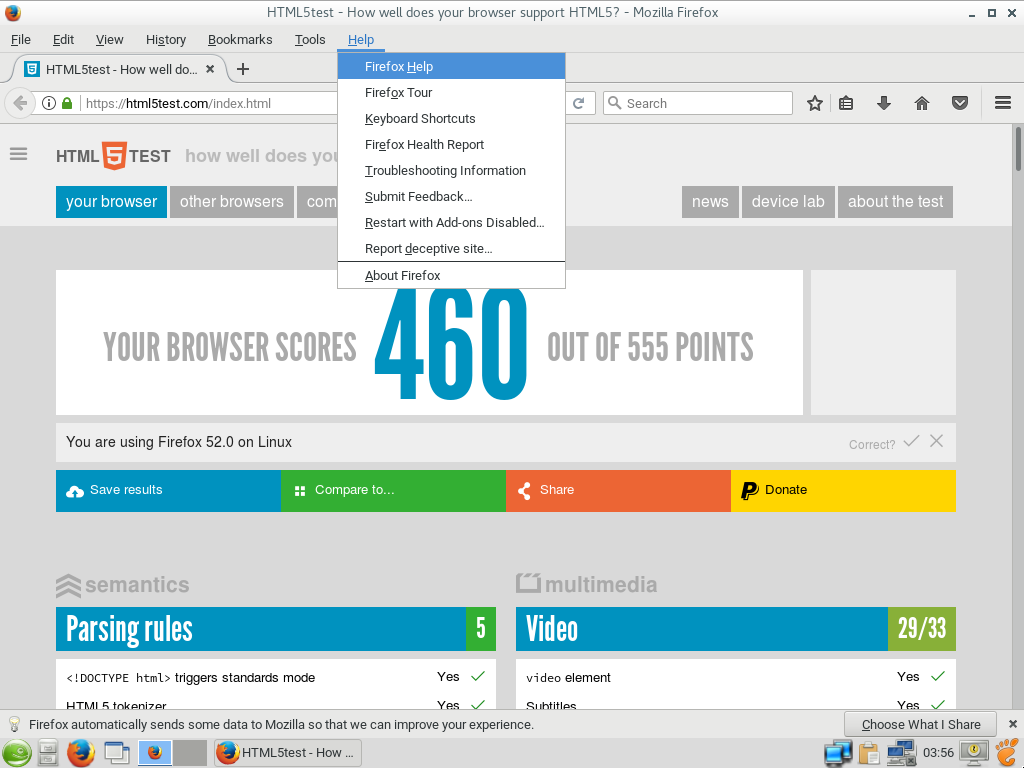 HTML5test - How well does your browser support HTML5? - Mozilla Firefox
File Edit View History Bookmarks Tools Help
HTML5test - How well do...
https://html5test.com/index.html
Search
Firefox Help
Firefox Tour
Keyboard Shortcuts
Firefox Health Report
Troubleshooting Information
Submit Feedback...
Restart with Add-ons Disabled...
Report deceptive site...
About Firefox
HTML 5 TEST how well does you
your browser other browsers com news device lab about the test
YOUR BROWSER SCORES 460 OUT OF 555 POINTS
You are using Firefox 52.0 on Linux Correct?
Save results Compare to... Share Donate
semantics
Parsing rules 5
<!DOCTYPE html> triggers standards mode Yes
HTML5 tokenizer Yes
multimedia
Video 29/33
video element Yes
Subtitles Yes
Firefox automatically sends some data to Mozilla so that we can improve your experience. Choose What I Share
HTML5test - How ... 03:56